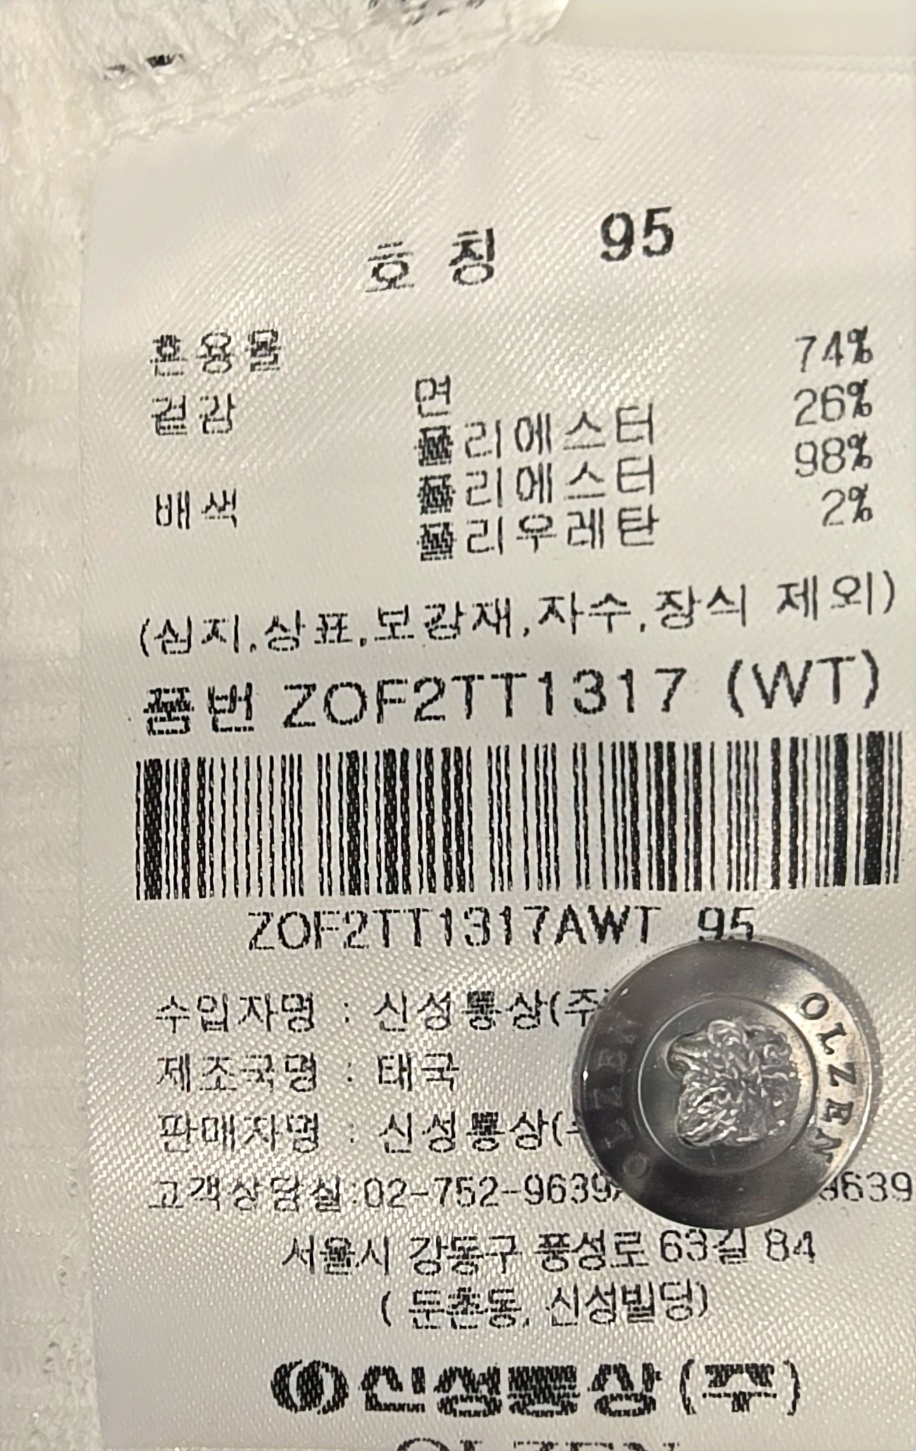 호칭 95
혼용율 74%
겉감 면 26%
폴리에스터 98%
배색 폴리에스터 2%
폴리우레탄
(심지,상표,보강재,자수,장식 제외)
품번 ZOF2TT1317 (WT)
ZOF2TT1317AWT 95
수입자명 : 신성통상(주)
제조국명 : 태국
판매자명 : 신성통상(
고객상담실:02-752-9639
9639
서울시 강동구 풍성로 63길 84
( 둔촌동, 신성빌딩)
신성통상(주)
OLZEN
OLZEN
OLZEN